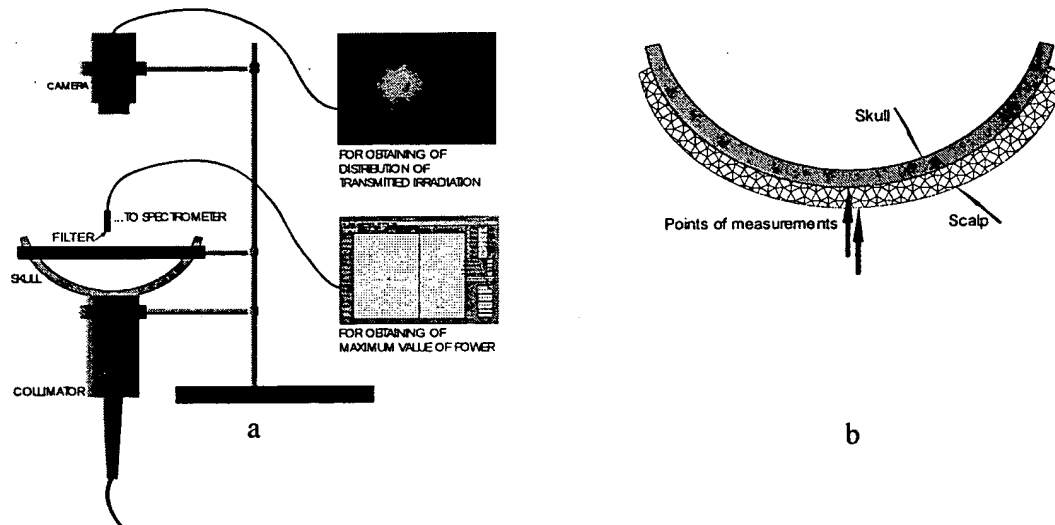 CAMERA
FOR OBTAINING OF
DISTRIBUTION OF
TRANSMITTED IRRADIATION
...TO SPECTROMETER
FILTER
SKULL
FOR OBTAINING OF
MAXIMUM VALUE OF POWER
COLLIMATOR
a
Skull
Points of measurements
Scalp
b